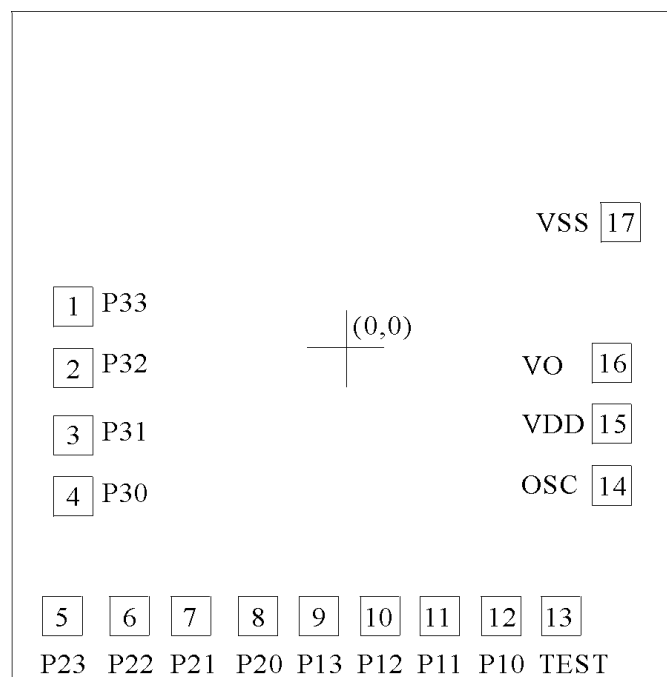 VSS 17
1 P33
(0,0)
2 P32
VO 16
3 P31
VDD 15
4 P30
OSC 14
5 6 7 8 9 10 11 12 13
P23 P22 P21 P20 P13 P12 P11 P10 TEST